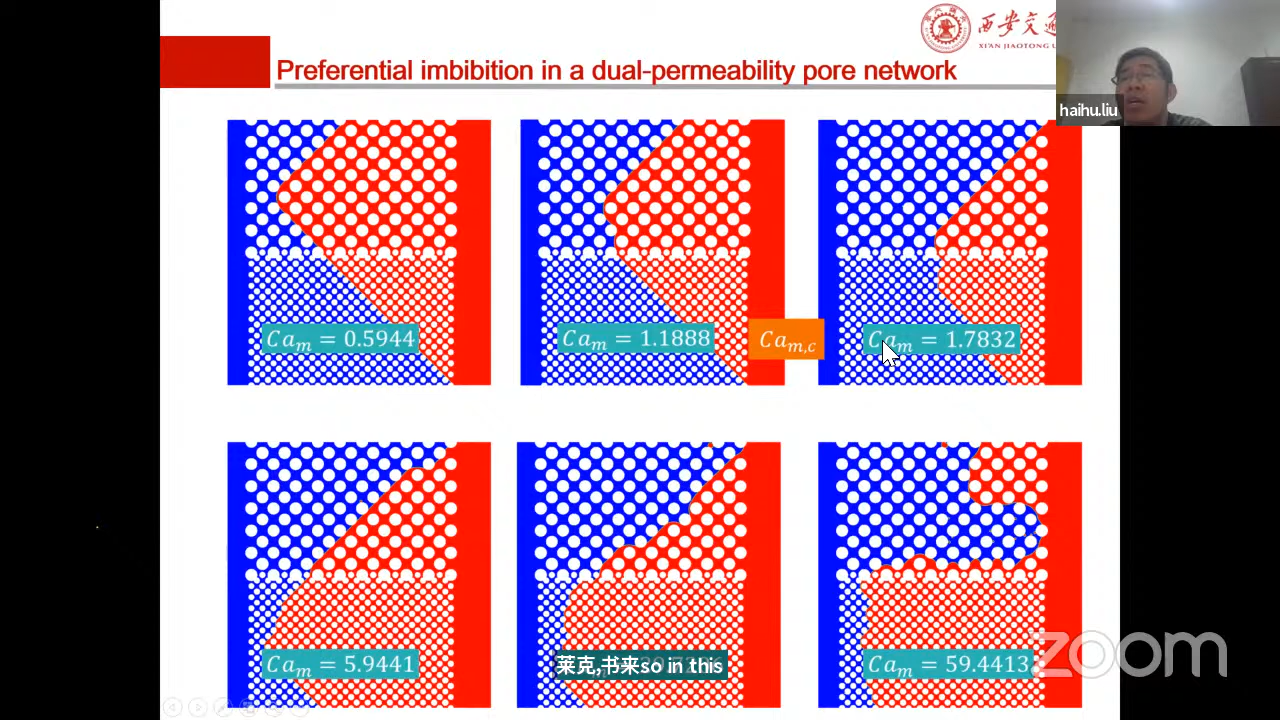 西安交通
XI'AN JIAOTONG U
Preferential imbibition in a dual-permeability pore network
haihu.liu
Ca_m = 0.5944
Ca_m = 1.1888
Ca_{m,c}
Ca_m = 1.7832
Ca_m = 5.9441
莱克,书来so in this
Ca_m = 59.4413
zoom